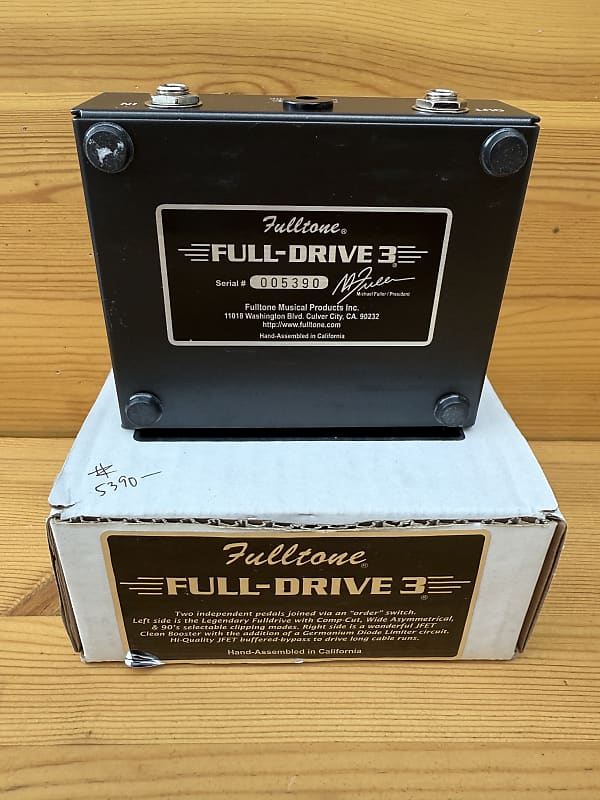 IN
OUT
Fulltone®
FULL-DRIVE 3®
Serial # 005390 M Fuller
Michael Fuller / President
Fulltone Musical Products Inc.
11018 Washington Blvd. Culver City, CA. 90232
http://www.fulltone.com
Hand-Assembled in California
#
5390-
Fulltone®
FULL-DRIVE 3®
Two independent pedals joined via an "order" switch.
Left side is the Legendary Fulldrive with Comp-Cut, Wide Asymmetrical,
& 90's selectable clipping modes. Right side is a wonderful JFET
Clean Booster with the addition of a Germanium Diode Limiter circuit.
Hi-Quality JFET buffered-bypass to drive long cable runs.
Hand-Assembled in California